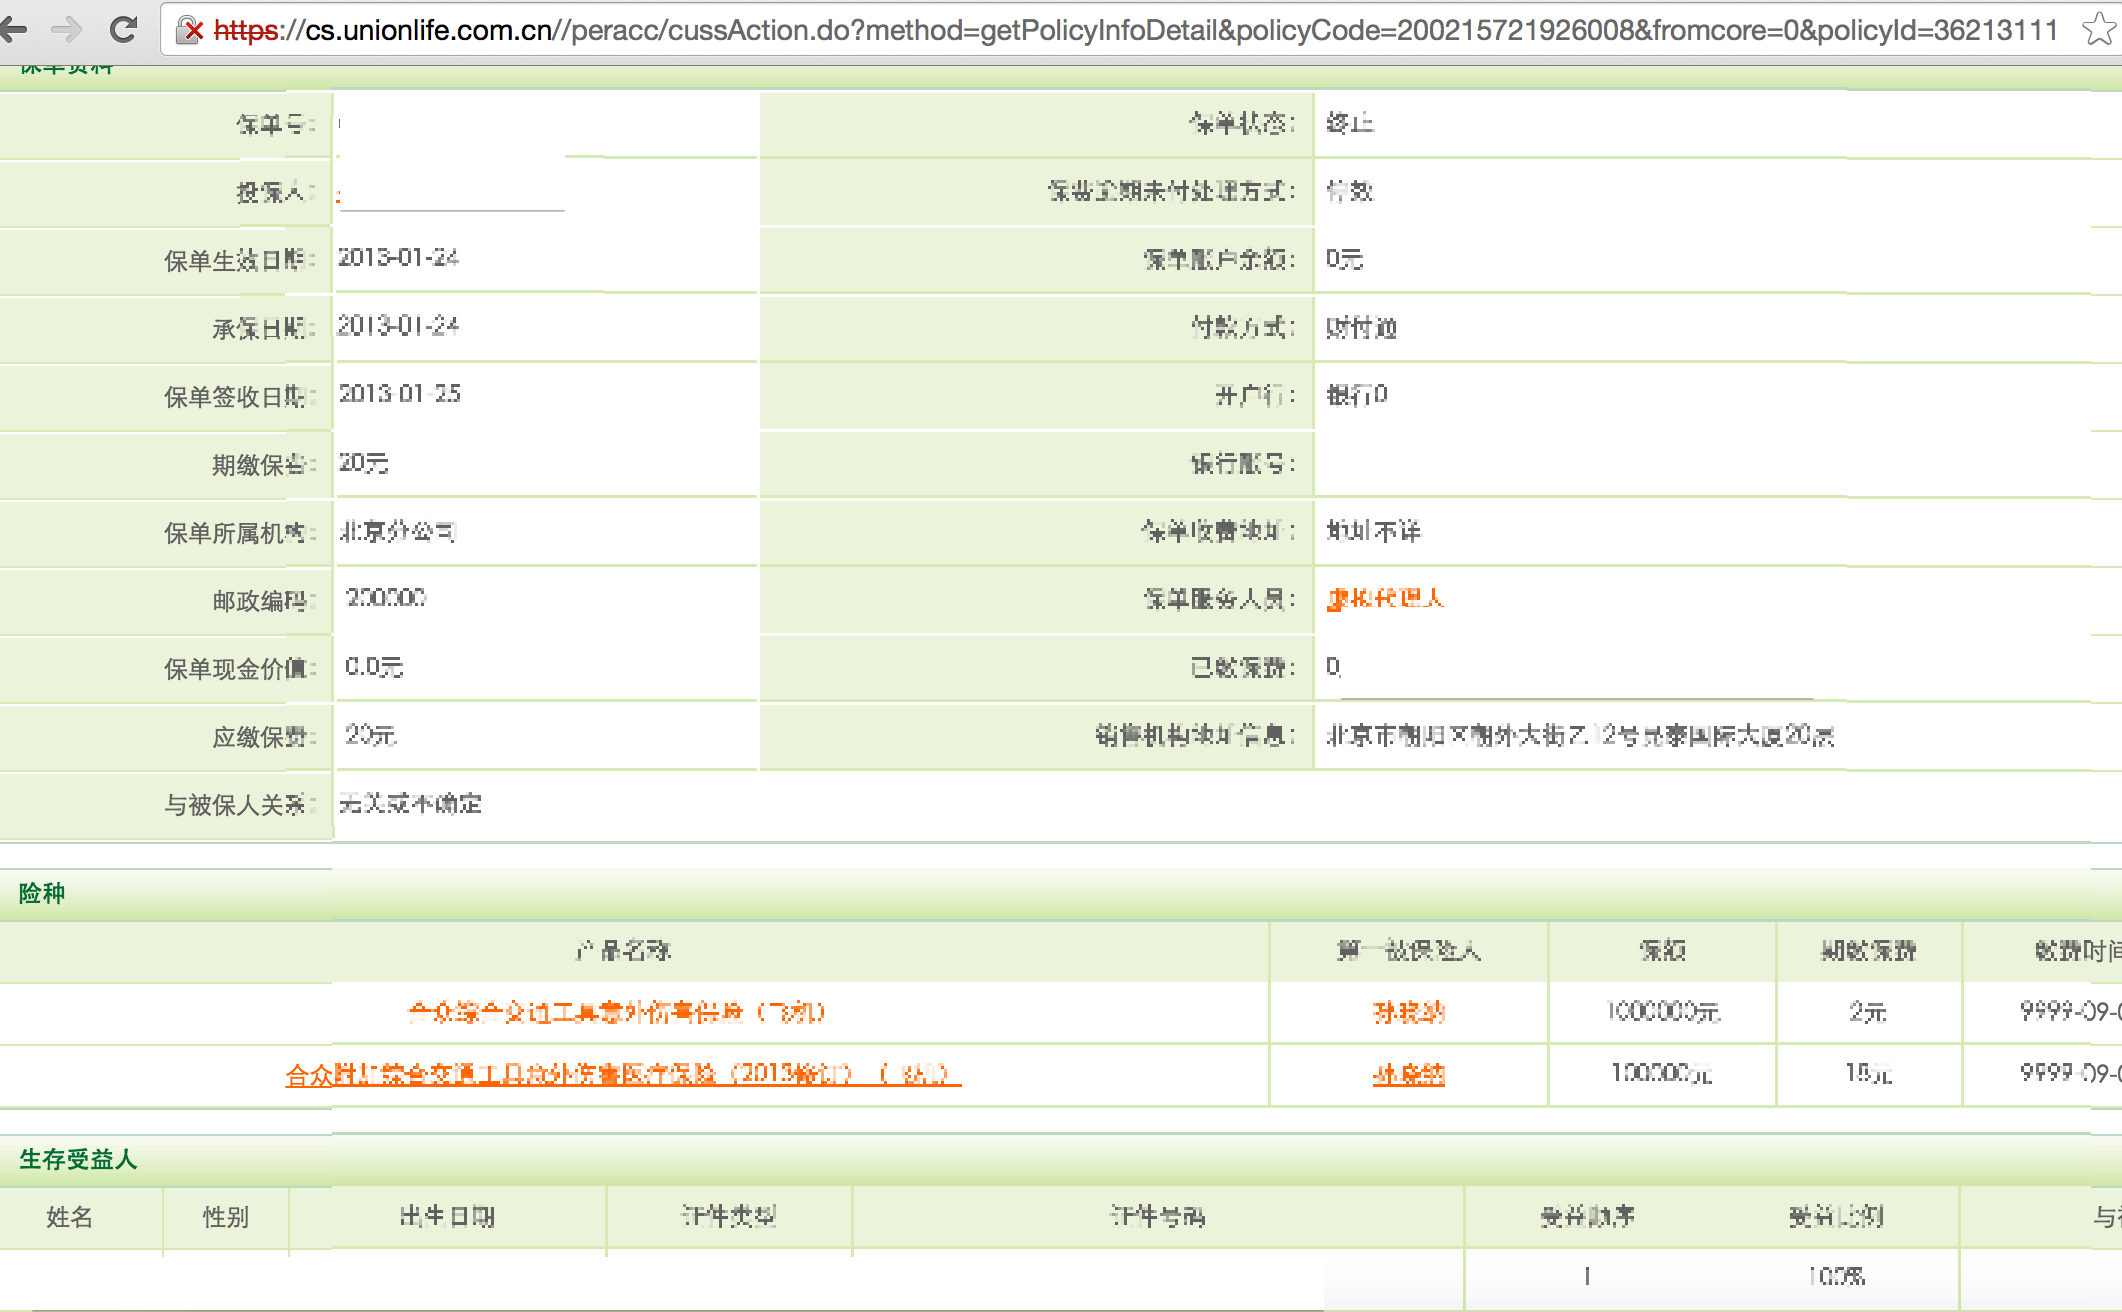 https://cs.unionlife.com.cn//peracc/cussAction.do?method=getPolicyInfoDetail&policyCode=200215721926008&fromcore=0&policyId=36213111
保单资料
保单号: 保单状态: 终止
投保人: 保费逾期未付处理方式: 停效
保单生效日期: 2013-01-24 保单账户余额: 0元
承保日期: 2013-01-24 付款方式: 财付通
保单签收日期: 2013-01-25 开户行: 银行0
期缴保费: 20元 银行账号:
保单所属机构: 北京分公司 保单收费地址: 地址不详
邮政编码: 200000 保单服务人员: 虚拟代理人
保单现金价值: 0.0元 已缴保费: 0
应缴保费: 20元 销售机构地址信息: 北京市朝阳区朝外大街乙12号昆泰国际大厦20层
与被保人关系: 无关或不确定
险种
产品名称 第一被保险人 保额 期缴保费 缴费时间
合众综合交通工具意外伤害保险（飞机） 孙晓纳 1000000元 2元 9999-09-0
合众附加综合交通工具意外伤害医疗保险（2013修订）（飞机） 孙晓纳 100000元 18元 9999-09-0
生存受益人
姓名 性别 出生日期 证件类型 证件号码 受益顺序 受益比例 与被
1 100%